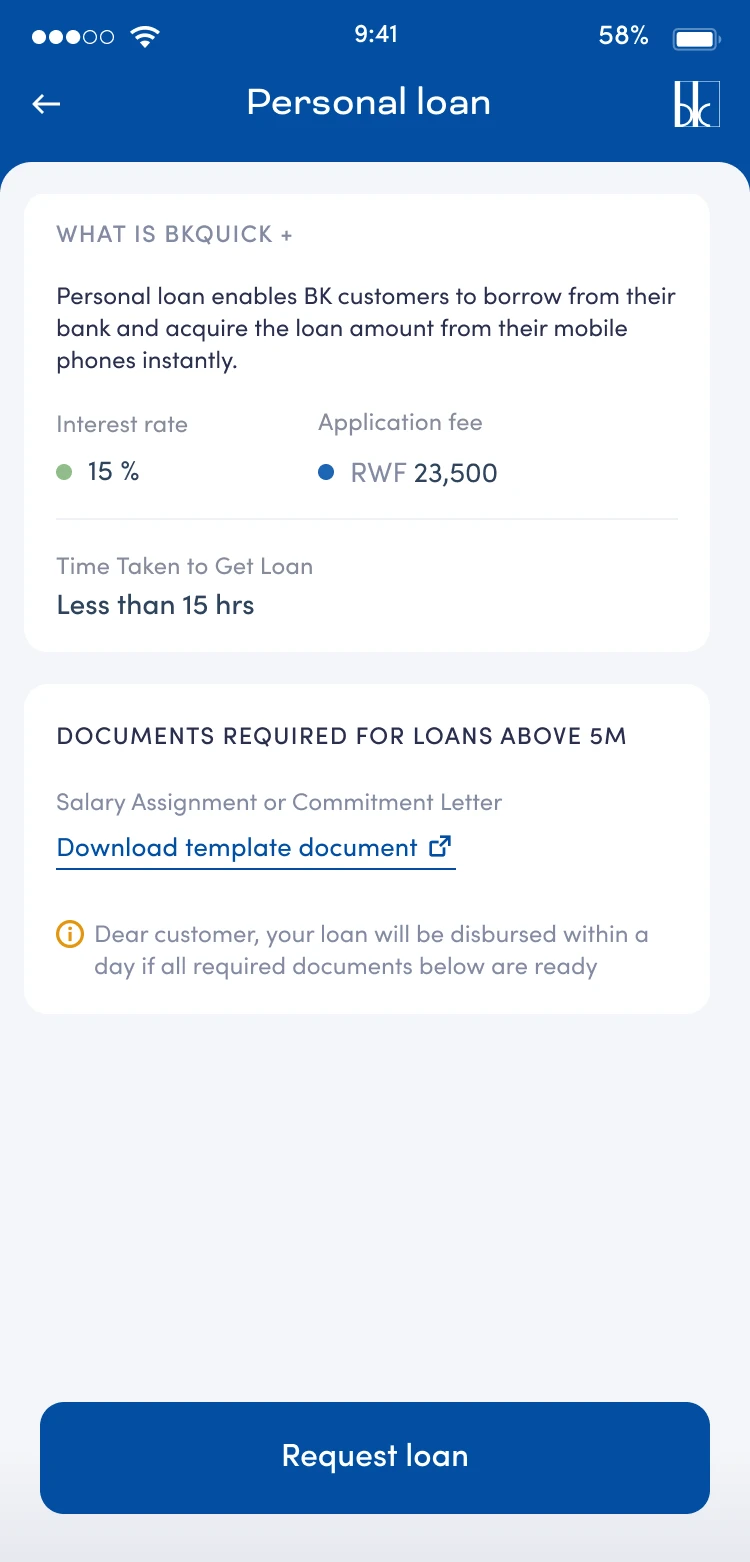 9:41
58%
Personal loan
bk
WHAT IS BKQUICK +
Personal loan enables BK customers to borrow from their
bank and acquire the loan amount from their mobile
phones instantly.
Interest rate
Application fee
15 %
RWF 23,500
Time Taken to Get Loan
Less than 15 hrs
DOCUMENTS REQUIRED FOR LOANS ABOVE 5M
Salary Assignment or Commitment Letter
Download template document
Dear customer, your loan will be disbursed within a
day if all required documents below are ready
Request loan